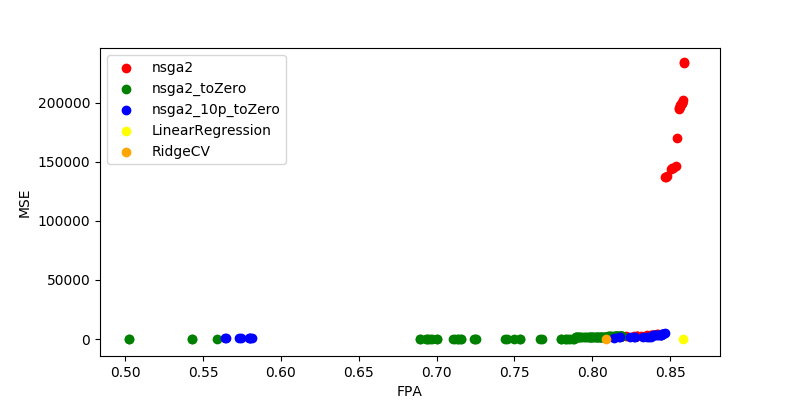 nsga2
nsga2_toZero
nsga2_10p_toZero
LinearRegression
RidgeCV
200000
150000
100000
50000
0
MSE
0.50 0.55 0.60 0.65 0.70 0.75 0.80 0.85
FPA